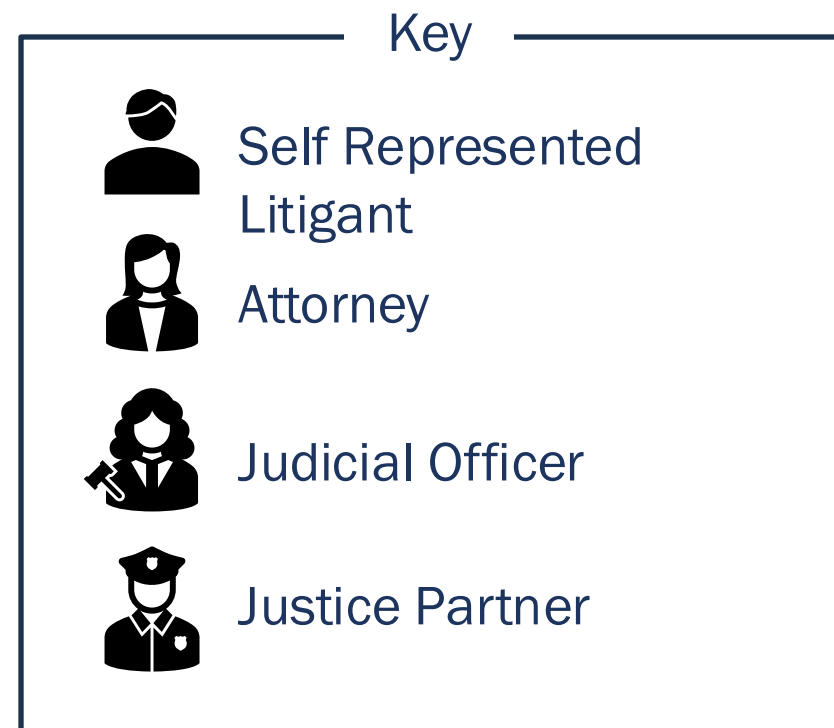 Key
Self Represented
Litigant
Attorney
Judicial Officer
Justice Partner